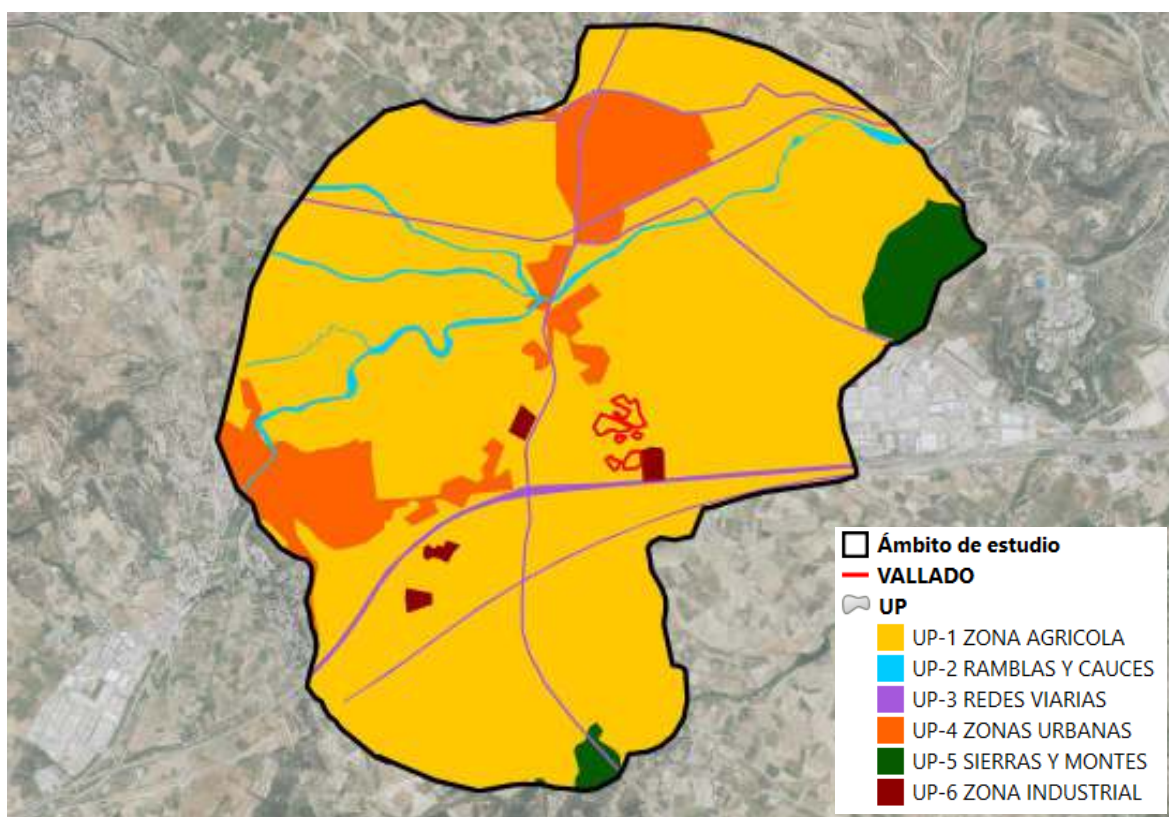 Ámbito de estudio
VALLADO
UP
UP-1 ZONA AGRICOLA
UP-2 RAMBLAS Y CAUCES
UP-3 REDES VIARIAS
UP-4 ZONAS URBANAS
UP-5 SIERRAS Y MONTES
UP-6 ZONA INDUSTRIAL